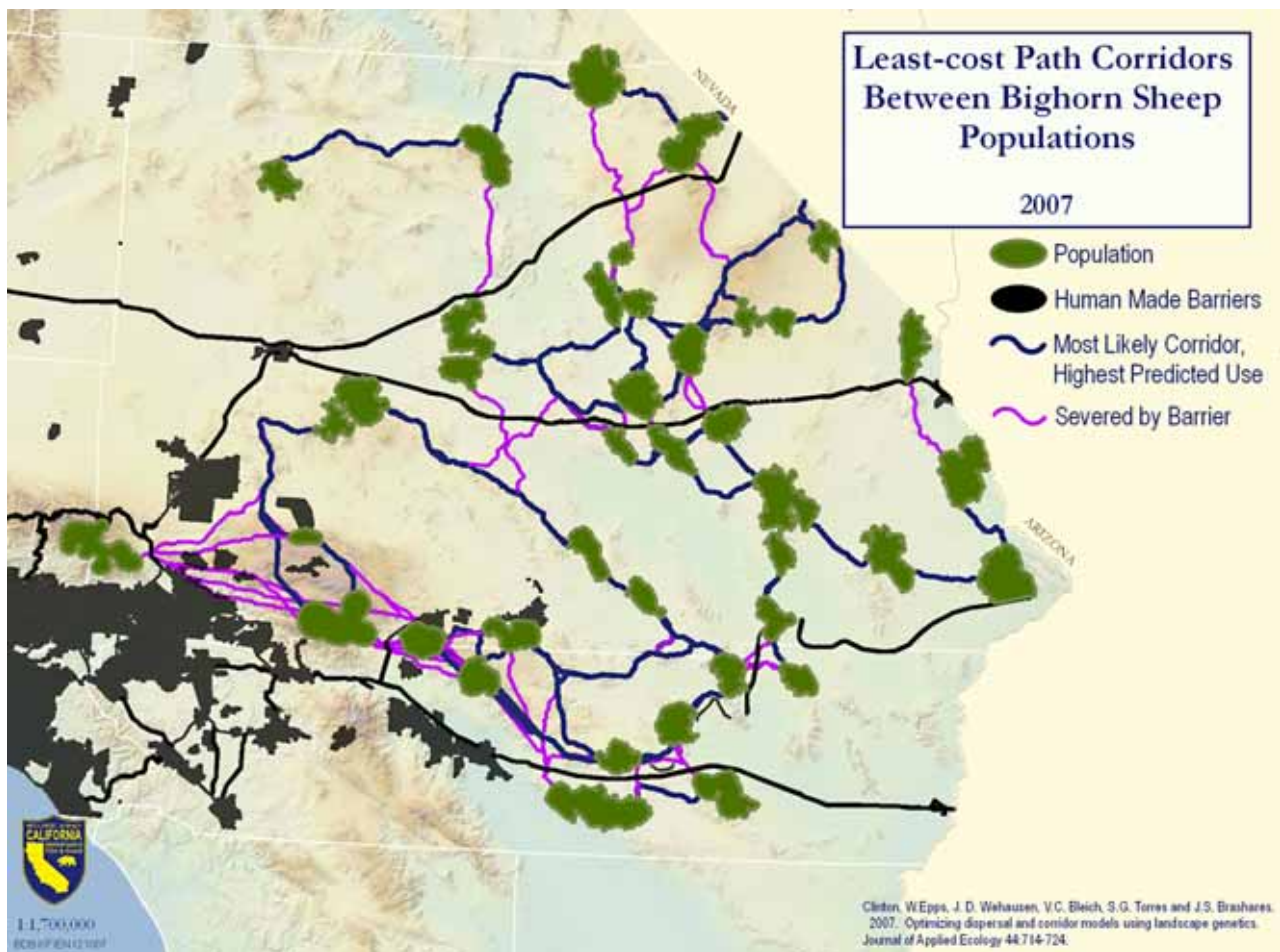 Least-cost Path Corridors
Between Bighorn Sheep
Populations
2007
Population
Human Made Barriers
Most Likely Corridor,
Highest Predicted Use
Severed by Barrier
NEVADA
ARIZONA
CALIFORNIA
1:1,700,000
Clinton, W.Epps, J. D. Wehausen, V.C. Bleich, S.G. Torres and J.S. Brashares.
2007. Optimizing dispersal and corridor models using landscape genetics.
Journal of Applied Ecology 44:714-724.